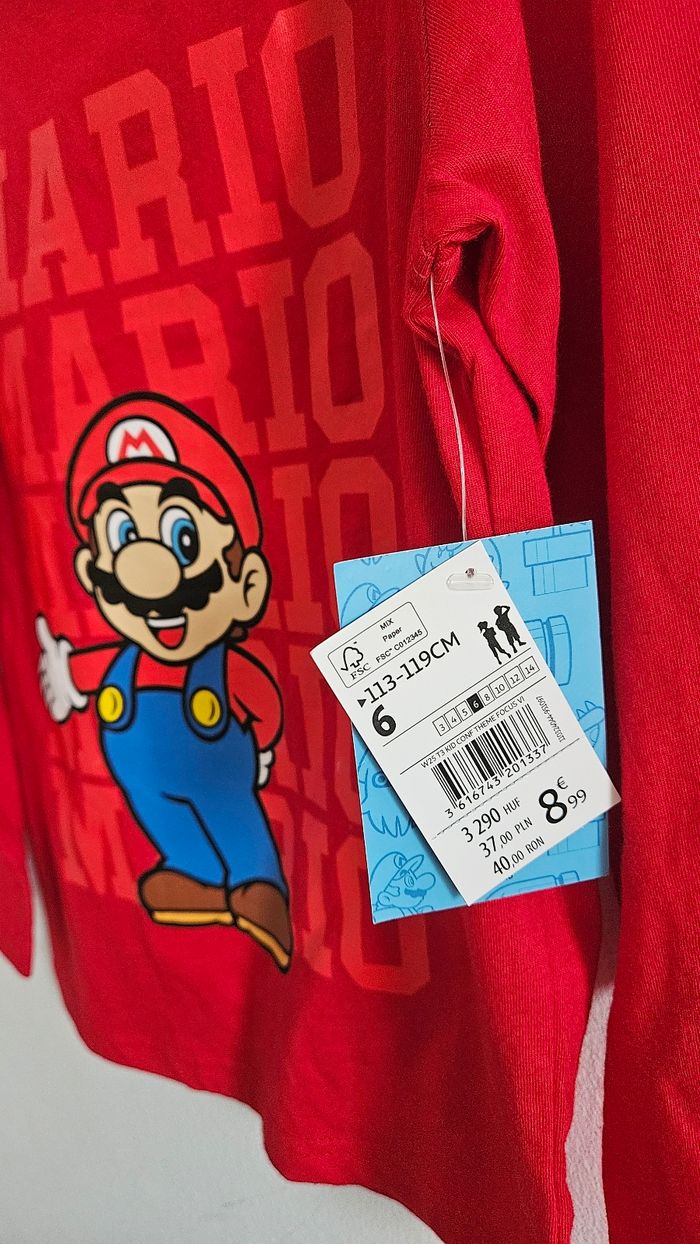 MARIO
MARIO
M
IO
MIX
Paper
FSC® C012345
FSC
▶113-119CM
6
3 4 5 6 8 10 12 14
W25 T3 KID CONF THEME FOCUS VI
3 616743 201337
3 290 HUF
37,00 PLN
40,00 RON
8€99
M
IO